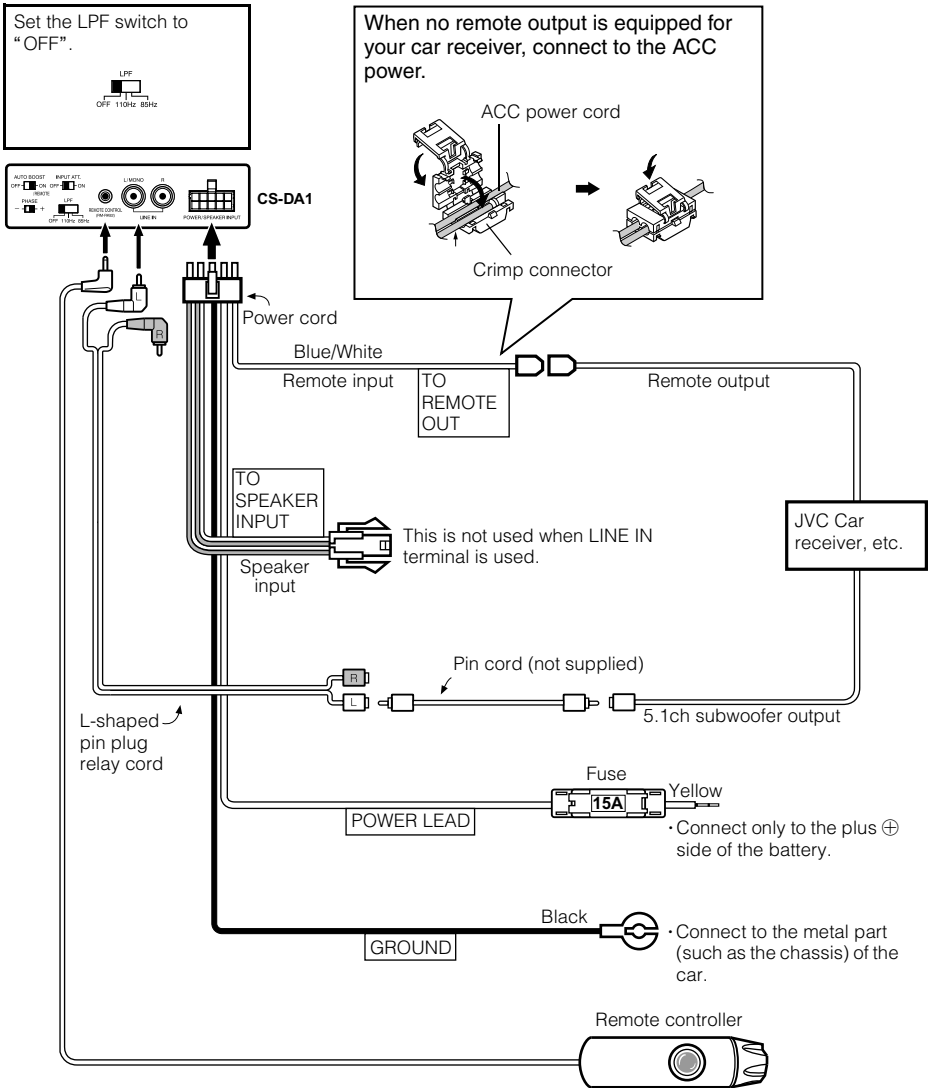 Set the LPF switch to
“OFF”.
LPF
OFF 110Hz 85Hz
When no remote output is equipped for
your car receiver, connect to the ACC
power.
ACC power cord
Crimp connector
AUTO BOOST INPUT ATT.
OFF ON OFF ON
/REMOTE
PHASE LPF
- +
OFF 110Hz 85Hz
REMOTE CONTROL
L/MONO R
LINE IN
POWER/SPEAKER INPUT
CS-DA1
L
R
Power cord
Blue/White
Remote input
TO
REMOTE
OUT
Remote output
TO
SPEAKER
INPUT
Speaker
input
This is not used when LINE IN
terminal is used.
JVC Car
receiver, etc.
Pin cord (not supplied)
R
L
5.1ch subwoofer output
L-shaped
pin plug
relay cord
Fuse
15A
Yellow
POWER LEAD
· Connect only to the plus ⊕
side of the battery.
Black
GROUND
· Connect to the metal part
(such as the chassis) of the
car.
Remote controller